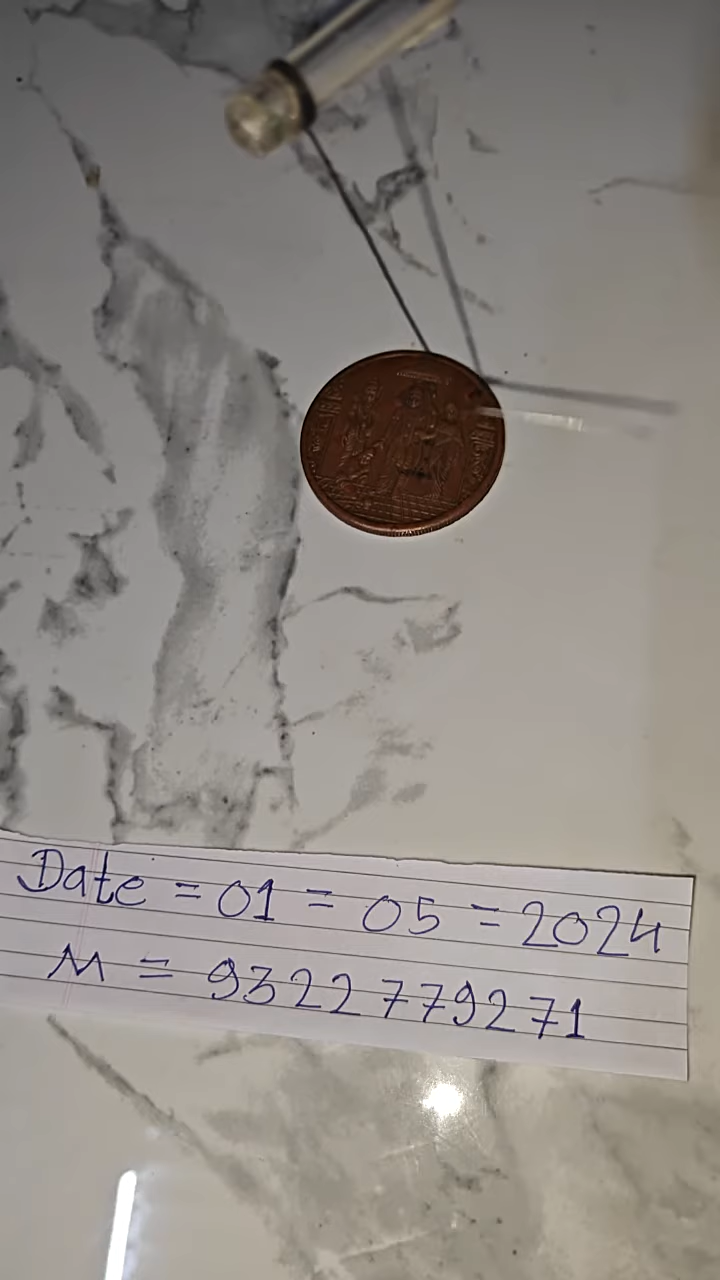 Date = 01 = 05 = 2024
M = 9322779271